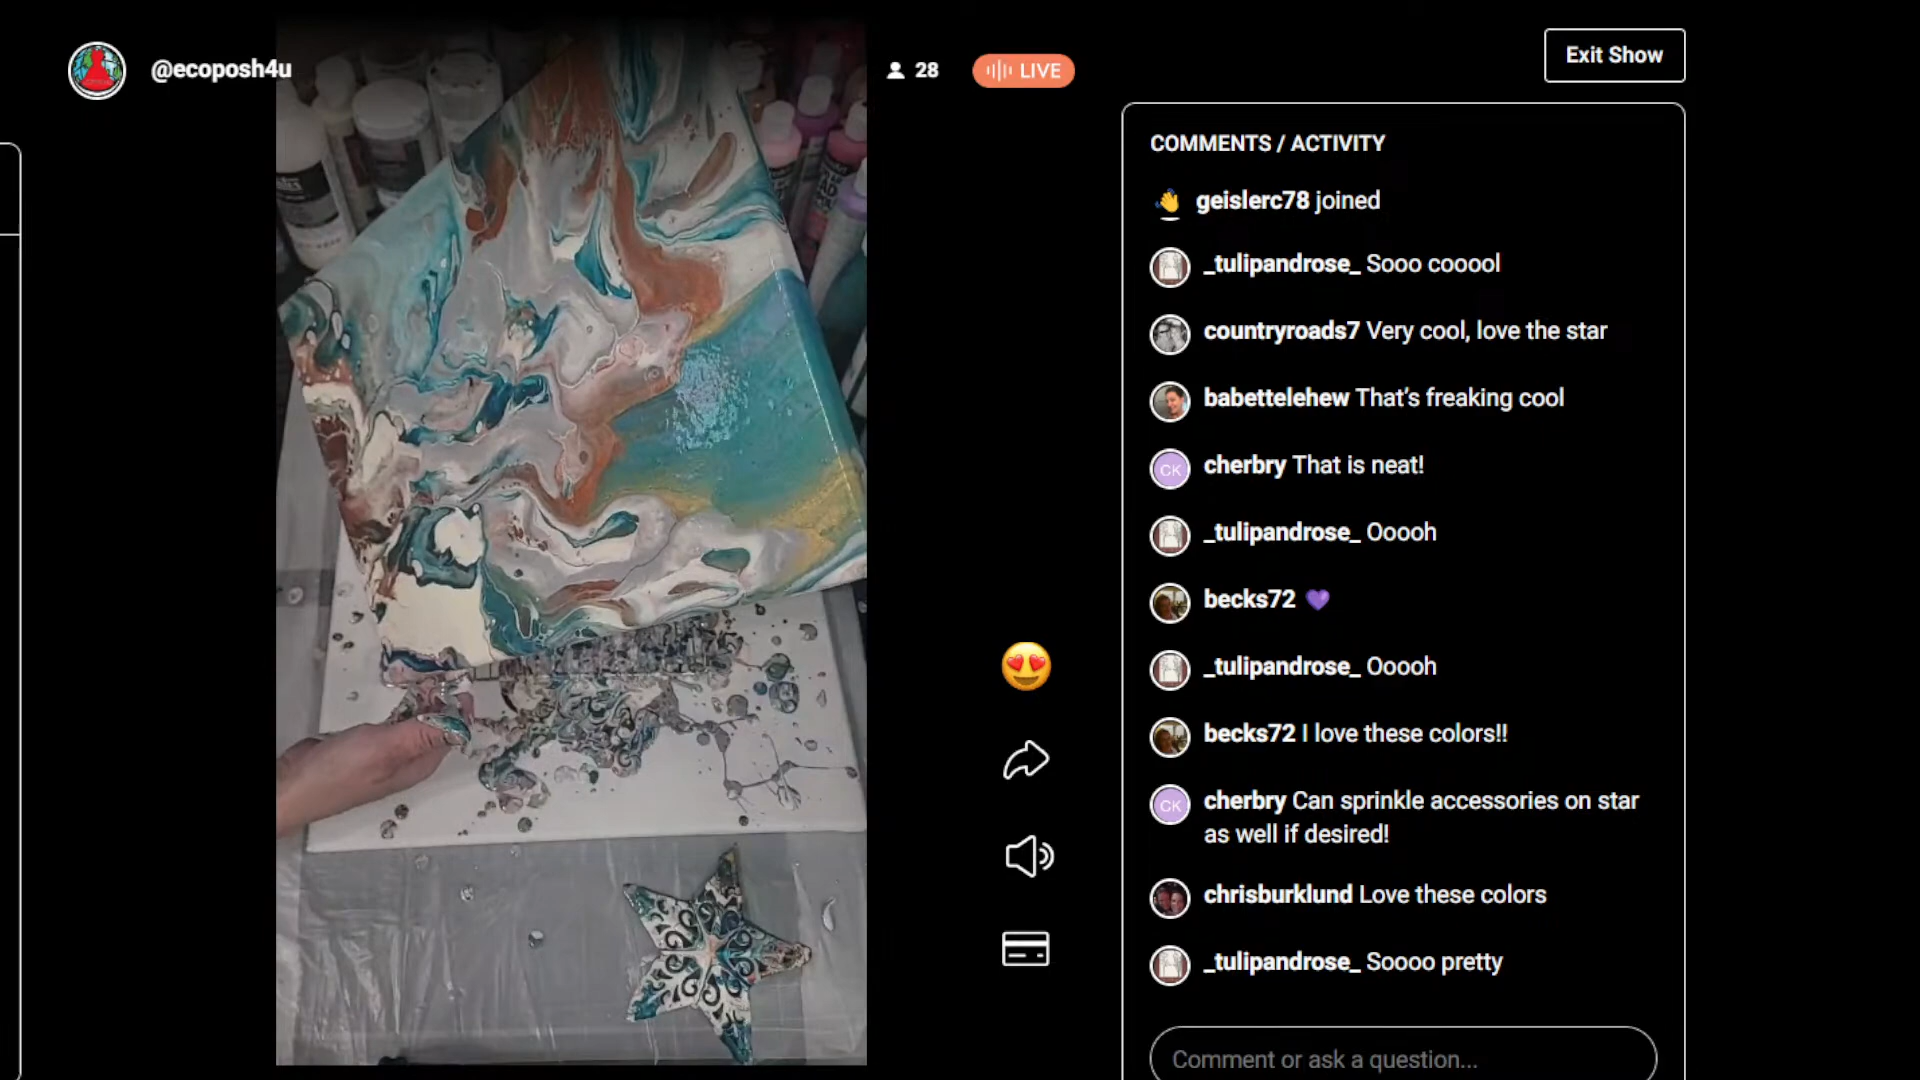 @ecoposh4u
28
LIVE
Exit Show
COMMENTS / ACTIVITY
geislerc78 joined
_tulipandrose_ Sooo cooool
countryroads7 Very cool, love the star
babettelehew That’s freaking cool
CK
cherbry That is neat!
_tulipandrose_ Ooooh
becks72 💜
_tulipandrose_ Ooooh
becks72 I love these colors!!
CK
cherbry Can sprinkle accessories on star
as well if desired!
chrisburklund Love these colors
_tulipandrose_ Soooo pretty
Comment or ask a question...